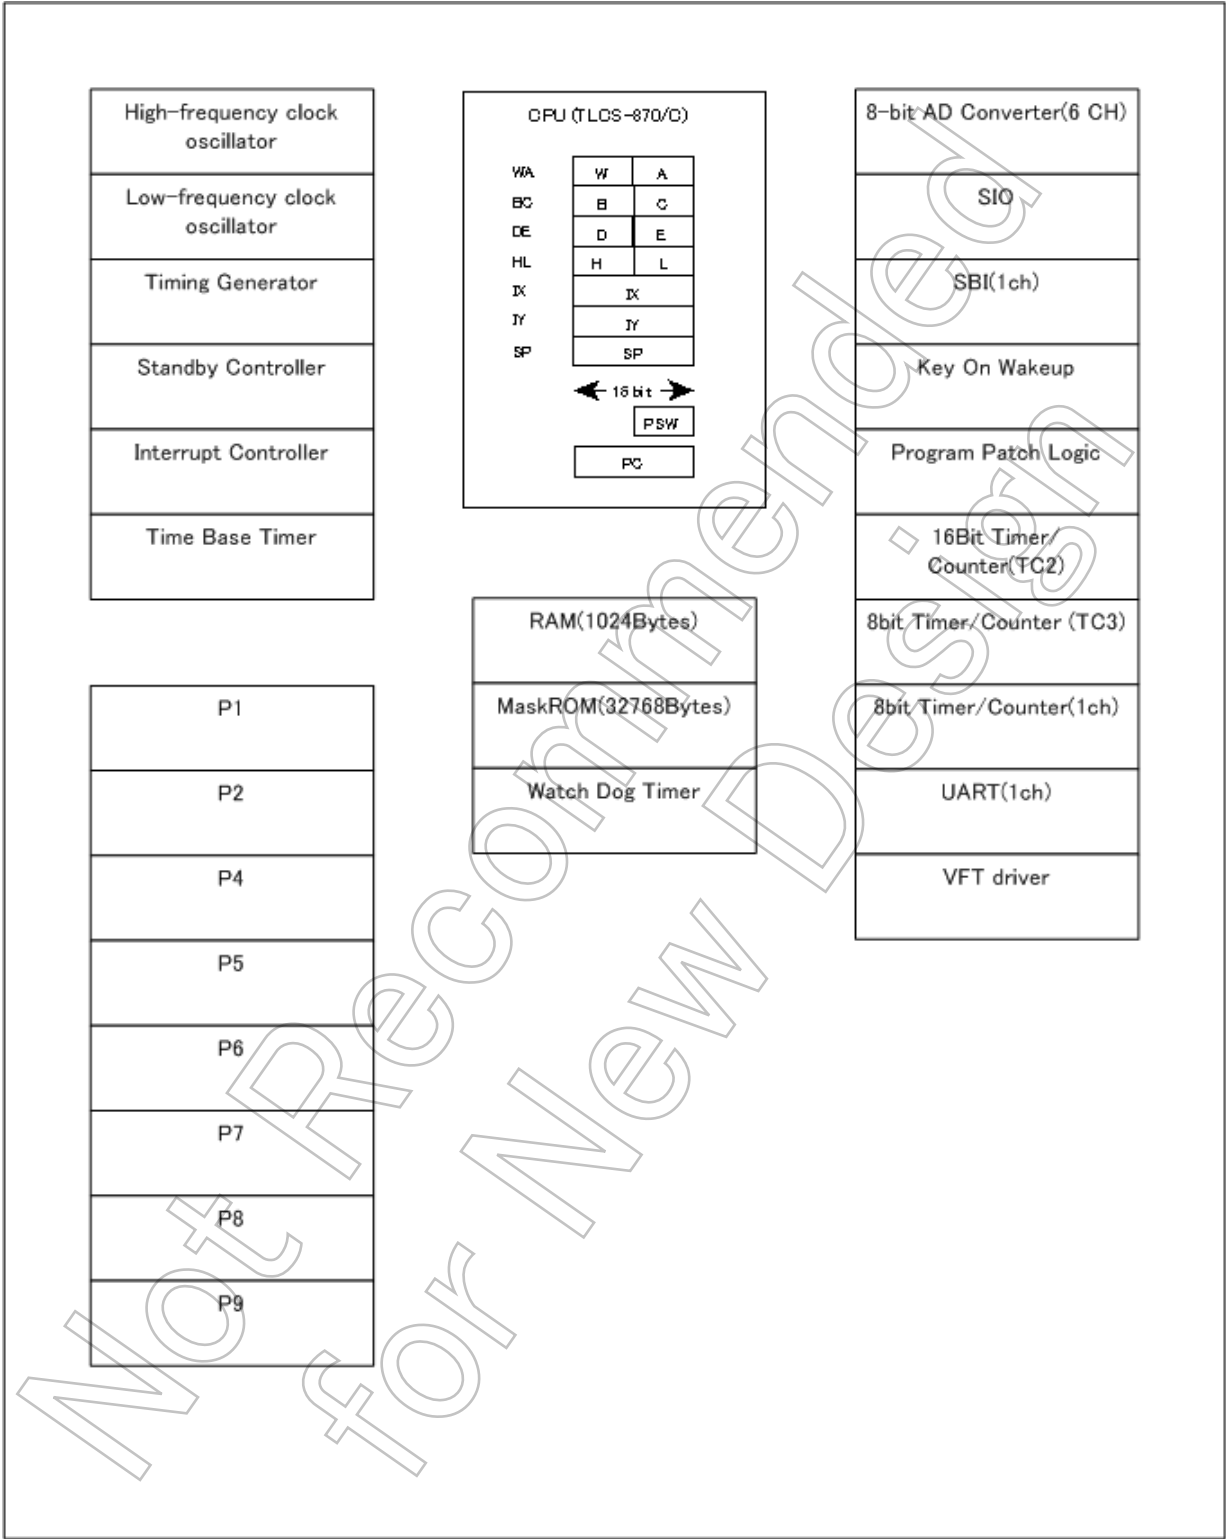 High-frequency clock
oscillator
Low-frequency clock
oscillator
Timing Generator
Standby Controller
Interrupt Controller
Time Base Timer
P1
P2
P4
P5
P6
P7
P8
P9
CPU (TLCS-870/C)
WA W A
BC B C
DE D E
HL H L
IX IX
IY IY
SP SP
16 bit
PSW
PC
RAM(1024Bytes)
MaskROM(32768Bytes)
Watch Dog Timer
8-bit AD Converter(6 CH)
SIO
SBI(1ch)
Key On Wakeup
Program Patch Logic
16Bit Timer/
Counter(TC2)
8bit Timer/Counter (TC3)
8bit Timer/Counter(1ch)
UART(1ch)
VFT driver
Not Recommended
for New Design